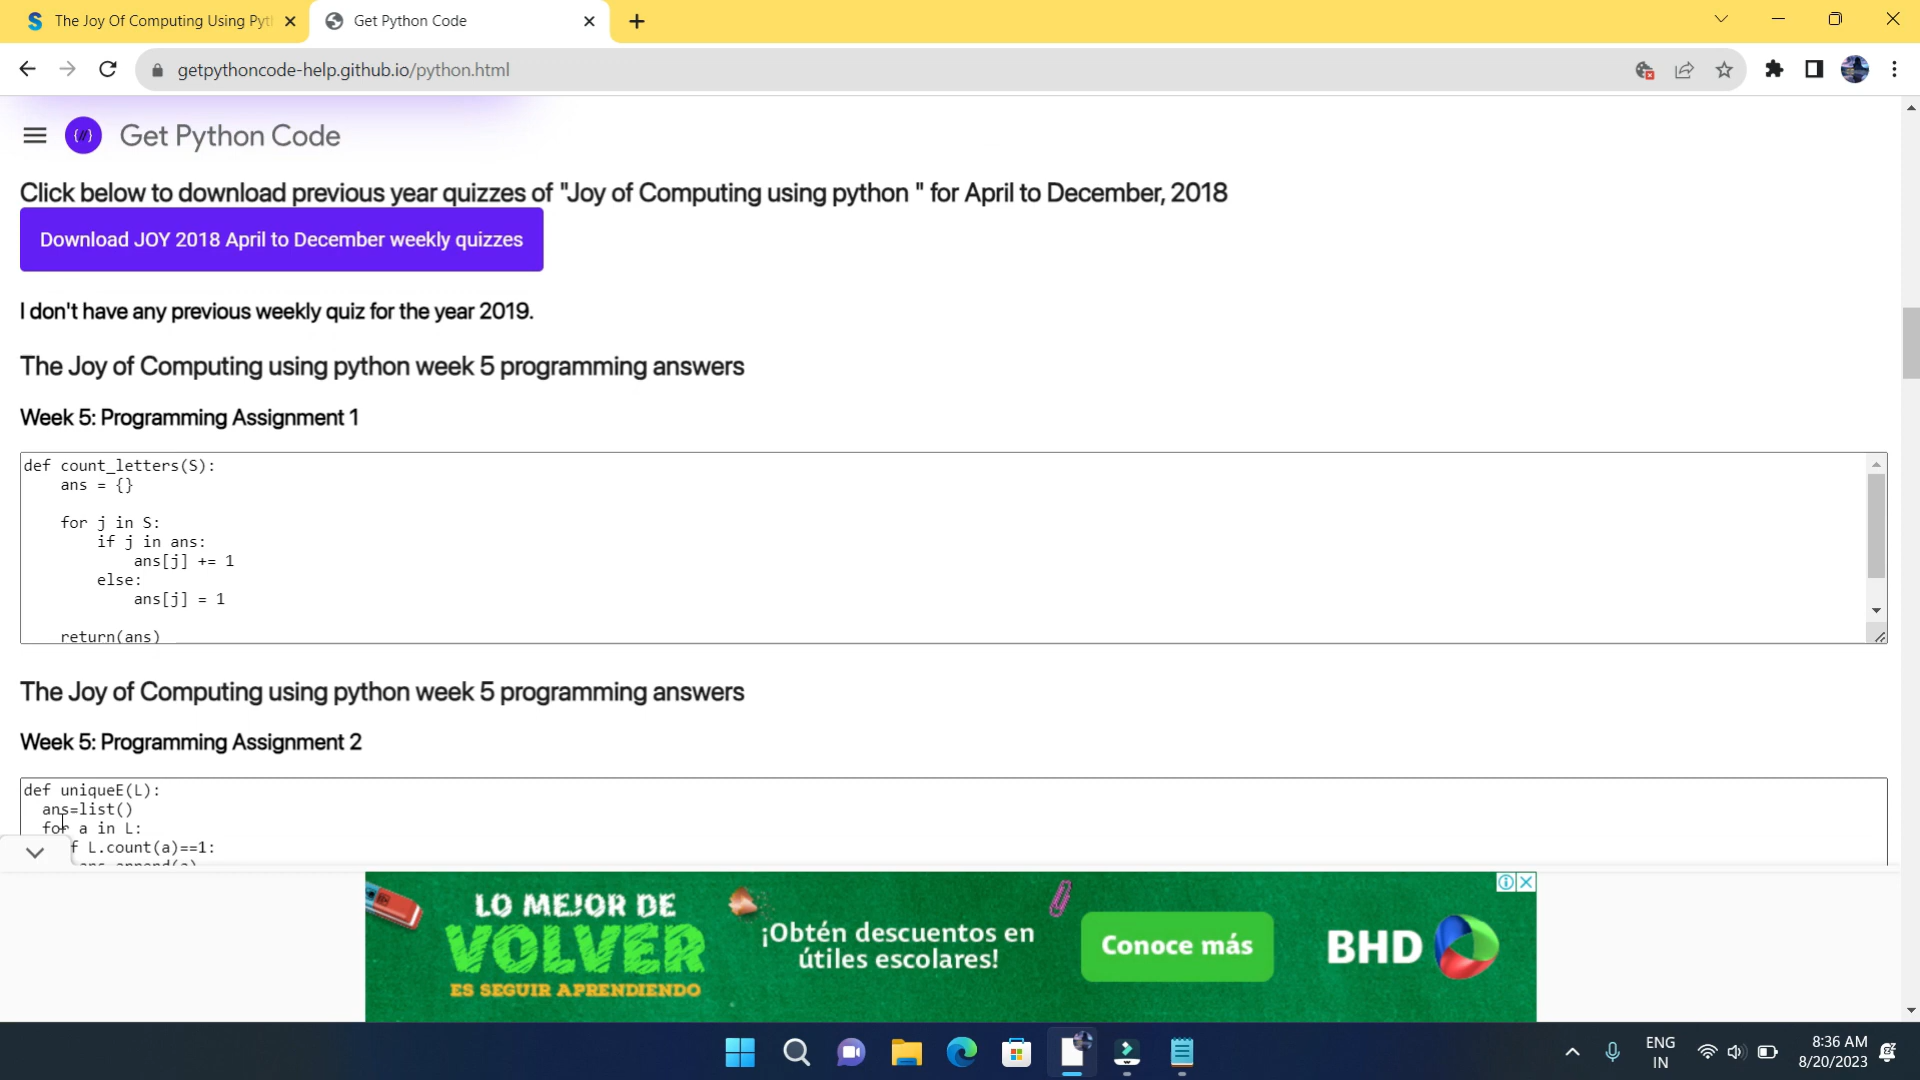 The Joy Of Computing Using Pyt
Get Python Code
getpythoncode-help.github.io/python.html
{ / } Get Python Code
Click below to download previous year quizzes of "Joy of Computing using python " for April to December, 2018
Download JOY 2018 April to December weekly quizzes
I don't have any previous weekly quiz for the year 2019.
The Joy of Computing using python week 5 programming answers
Week 5: Programming Assignment 1
def count_letters(S):
    ans = {}
    for j in S:
        if j in ans:
            ans[j] += 1
        else:
            ans[j] = 1
    return(ans)
The Joy of Computing using python week 5 programming answers
Week 5: Programming Assignment 2
def uniqueE(L):
  ans=list()
  for a in L:
    f L.count(a)==1:
      ans.append(a)
LO MEJOR DE
VOLVER
ES SEGUIR APRENDIENDO
¡Obtén descuentos en
útiles escolares!
Conoce más
BHD
ENG
IN
8:36 AM
8/20/2023